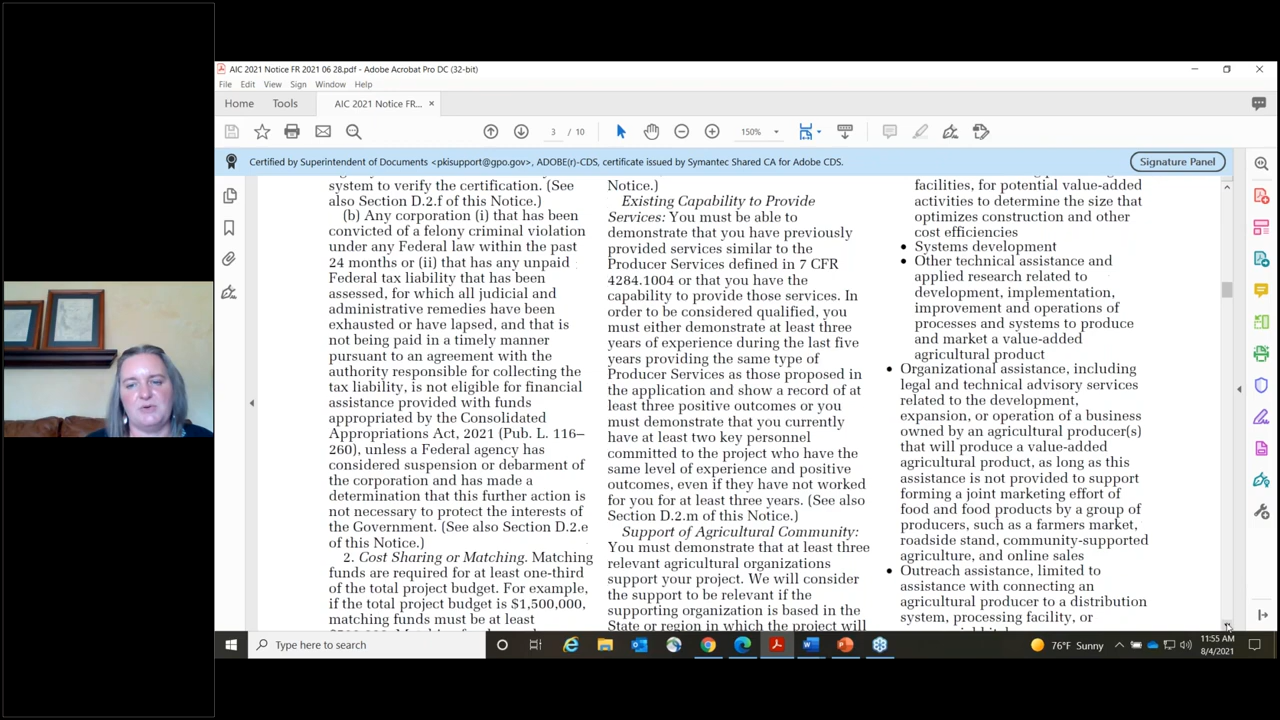 AIC 2021 Notice FR 2021 06 28.pdf - Adobe Acrobat Pro DC (32-bit)
File Edit View Sign Window Help
Home Tools AIC 2021 Notice FR... ×
3 / 10 150%
Certified by Superintendent of Documents <pkisupport@gpo.gov>, ADOBE(r)-CDS, certificate issued by Symantec Shared CA for Adobe CDS.
Signature Panel
system to verify the certification. (See
also Section D.2.f of this Notice.)
(b) Any corporation (i) that has been
convicted of a felony criminal violation
under any Federal law within the past
24 months or (ii) that has any unpaid
Federal tax liability that has been
assessed, for which all judicial and
administrative remedies have been
exhausted or have lapsed, and that is
not being paid in a timely manner
pursuant to an agreement with the
authority responsible for collecting the
tax liability, is not eligible for financial
assistance provided with funds
appropriated by the Consolidated
Appropriations Act, 2021 (Pub. L. 116–
260), unless a Federal agency has
considered suspension or debarment of
the corporation and has made a
determination that this further action is
not necessary to protect the interests of
the Government. (See also Section D.2.e
of this Notice.)
2. Cost Sharing or Matching. Matching
funds are required for at least one-third
of the total project budget. For example,
if the total project budget is $1,500,000,
matching funds must be at least
Notice.)
Existing Capability to Provide
Services: You must be able to
demonstrate that you have previously
provided services similar to the
Producer Services defined in 7 CFR
4284.1004 or that you have the
capability to provide those services. In
order to be considered qualified, you
must either demonstrate at least three
years of experience during the last five
years providing the same type of
Producer Services as those proposed in
the application and show a record of at
least three positive outcomes or you
must demonstrate that you currently
have at least two key personnel
committed to the project who have the
same level of experience and positive
outcomes, even if they have not worked
for you for at least three years. (See also
Section D.2.m of this Notice.)
Support of Agricultural Community:
You must demonstrate that at least three
relevant agricultural organizations
support your project. We will consider
the support to be relevant if the
supporting organization is based in the
State or region in which the project will
facilities, for potential value-added
activities to determine the size that
optimizes construction and other
cost efficiencies
• Systems development
• Other technical assistance and
applied research related to
development, implementation,
improvement and operations of
processes and systems to produce
and market a value-added
agricultural product
• Organizational assistance, including
legal and technical advisory services
related to the development,
expansion, or operation of a business
owned by an agricultural producer(s)
that will produce a value-added
agricultural product, as long as this
assistance is not provided to support
forming a joint marketing effort of
food and food products by a group of
producers, such as a farmers market,
roadside stand, community-supported
agriculture, and online sales
• Outreach assistance, limited to
assistance with connecting an
agricultural producer to a distribution
system, processing facility, or
Type here to search
76°F Sunny
11:55 AM
8/4/2021